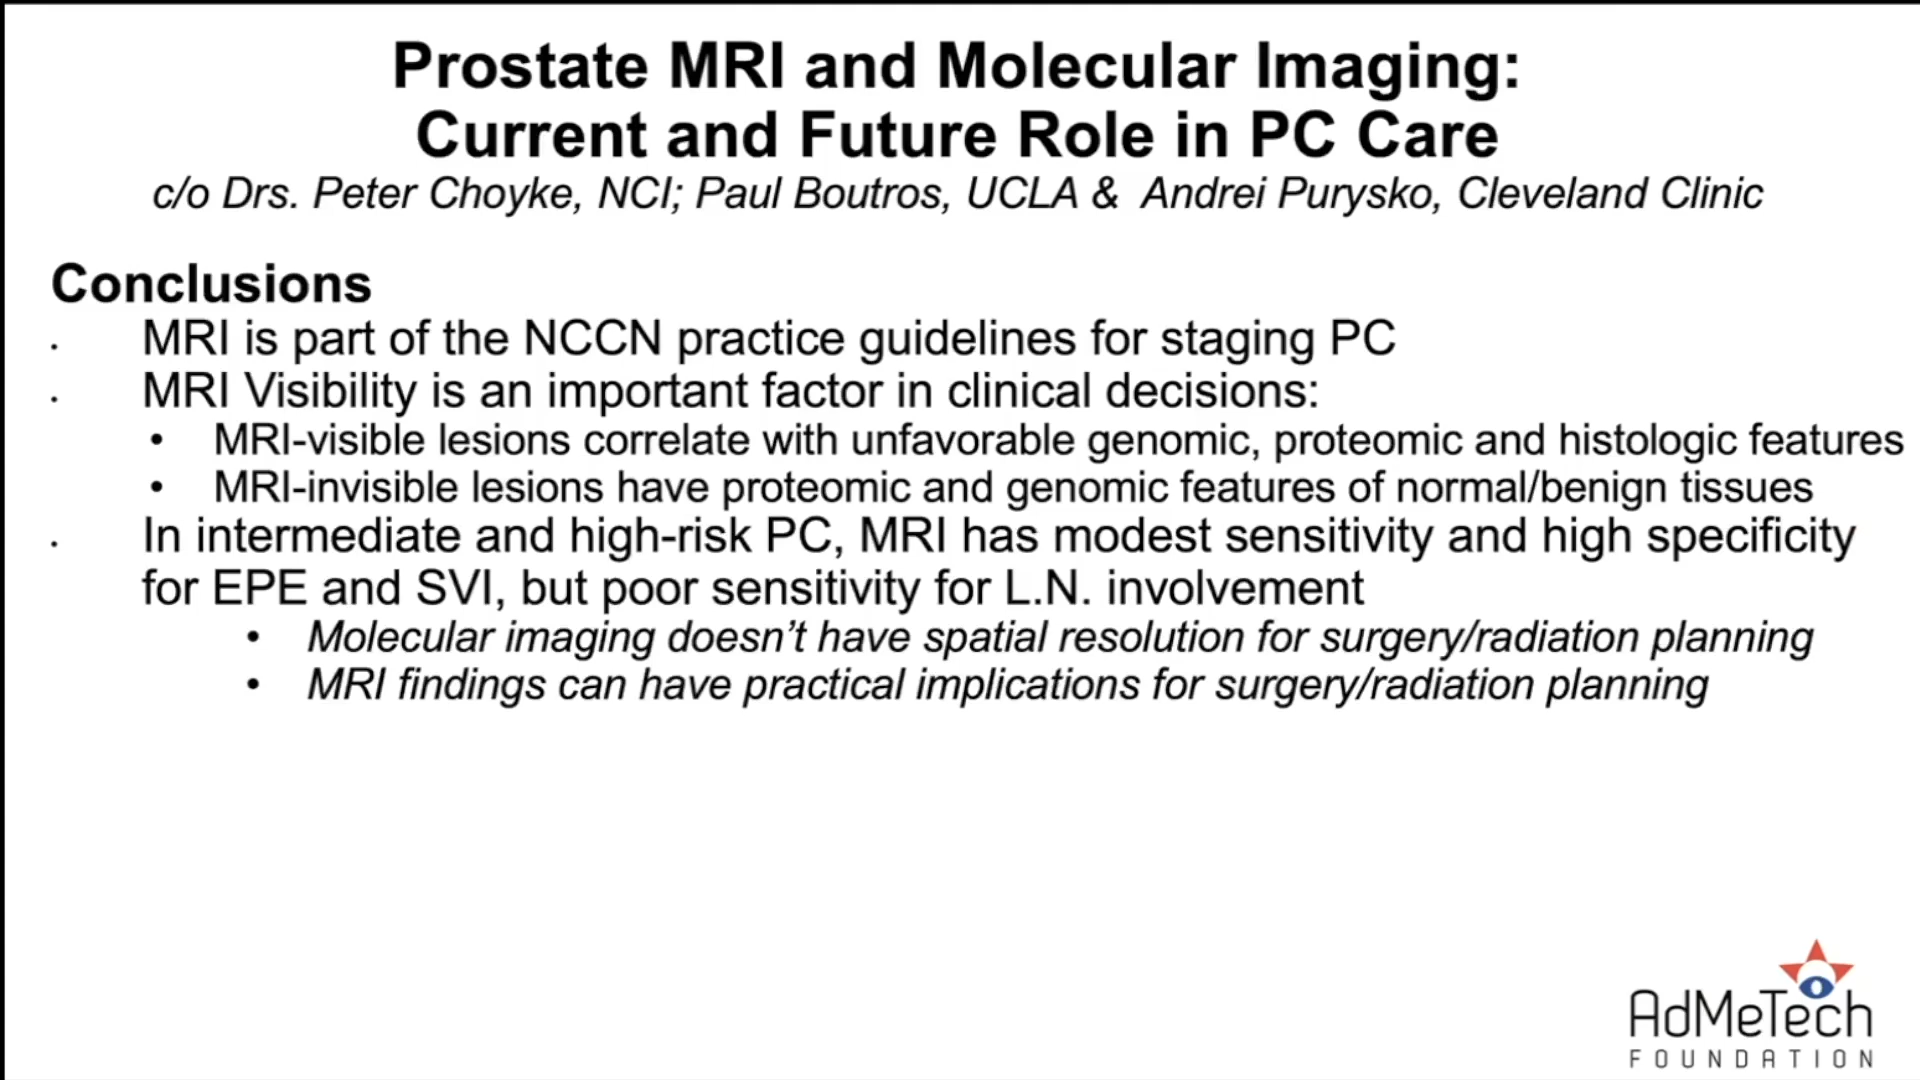 Prostate MRI and Molecular Imaging:
Current and Future Role in PC Care
c/o Drs. Peter Choyke, NCI; Paul Boutros, UCLA & Andrei Purysko, Cleveland Clinic
Conclusions
· MRI is part of the NCCN practice guidelines for staging PC
· MRI Visibility is an important factor in clinical decisions:
• MRI-visible lesions correlate with unfavorable genomic, proteomic and histologic features
• MRI-invisible lesions have proteomic and genomic features of normal/benign tissues
· In intermediate and high-risk PC, MRI has modest sensitivity and high specificity
for EPE and SVI, but poor sensitivity for L.N. involvement
• Molecular imaging doesn’t have spatial resolution for surgery/radiation planning
• MRI findings can have practical implications for surgery/radiation planning
AdMeTech
FOUNDATION